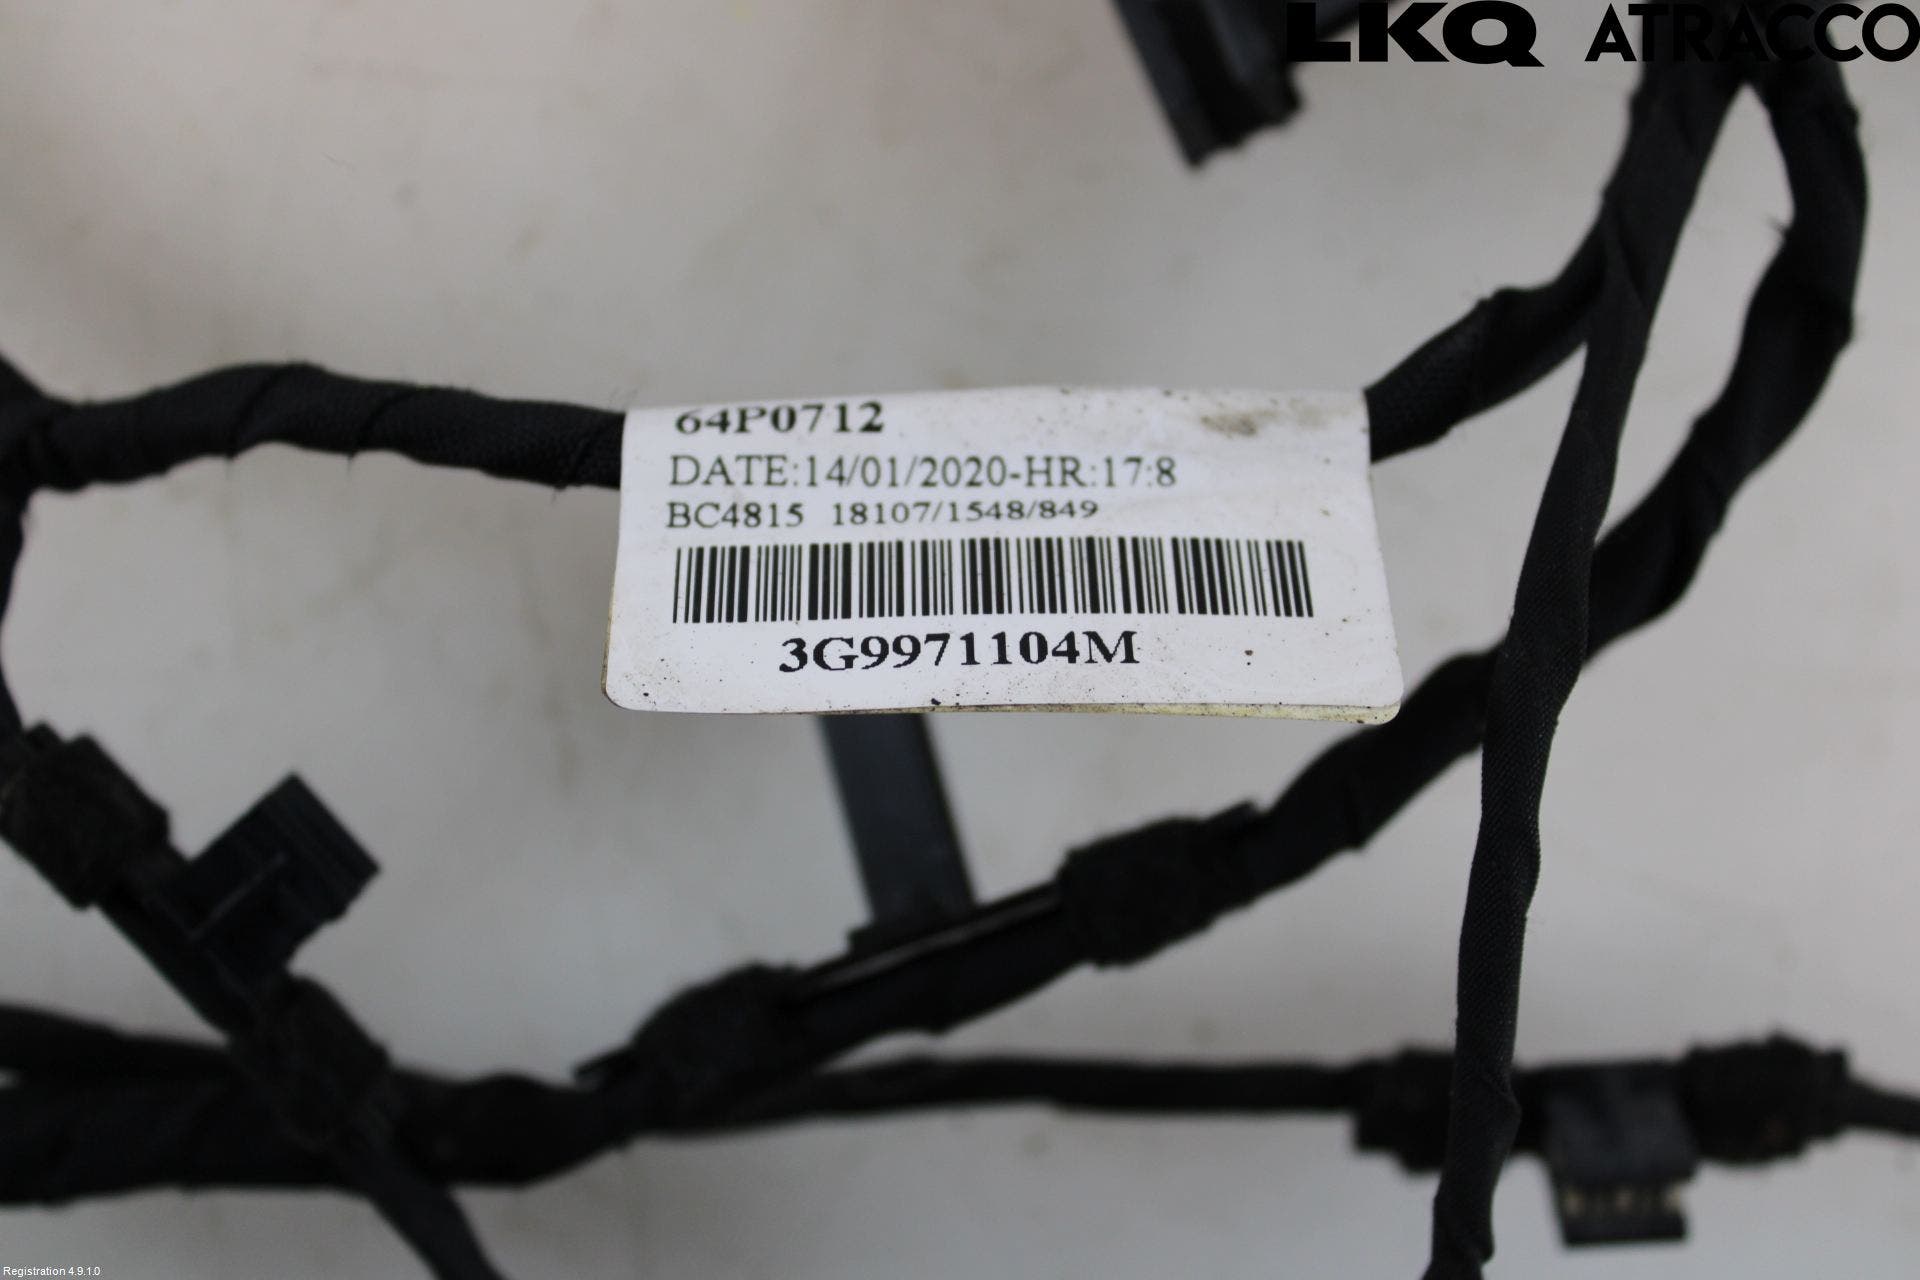 LKQ ATRACCO
64P0712
DATE:14/01/2020-HR:17:8
BC4815 18107/1548/849
3G9971104M
Registration 4.9.1.0